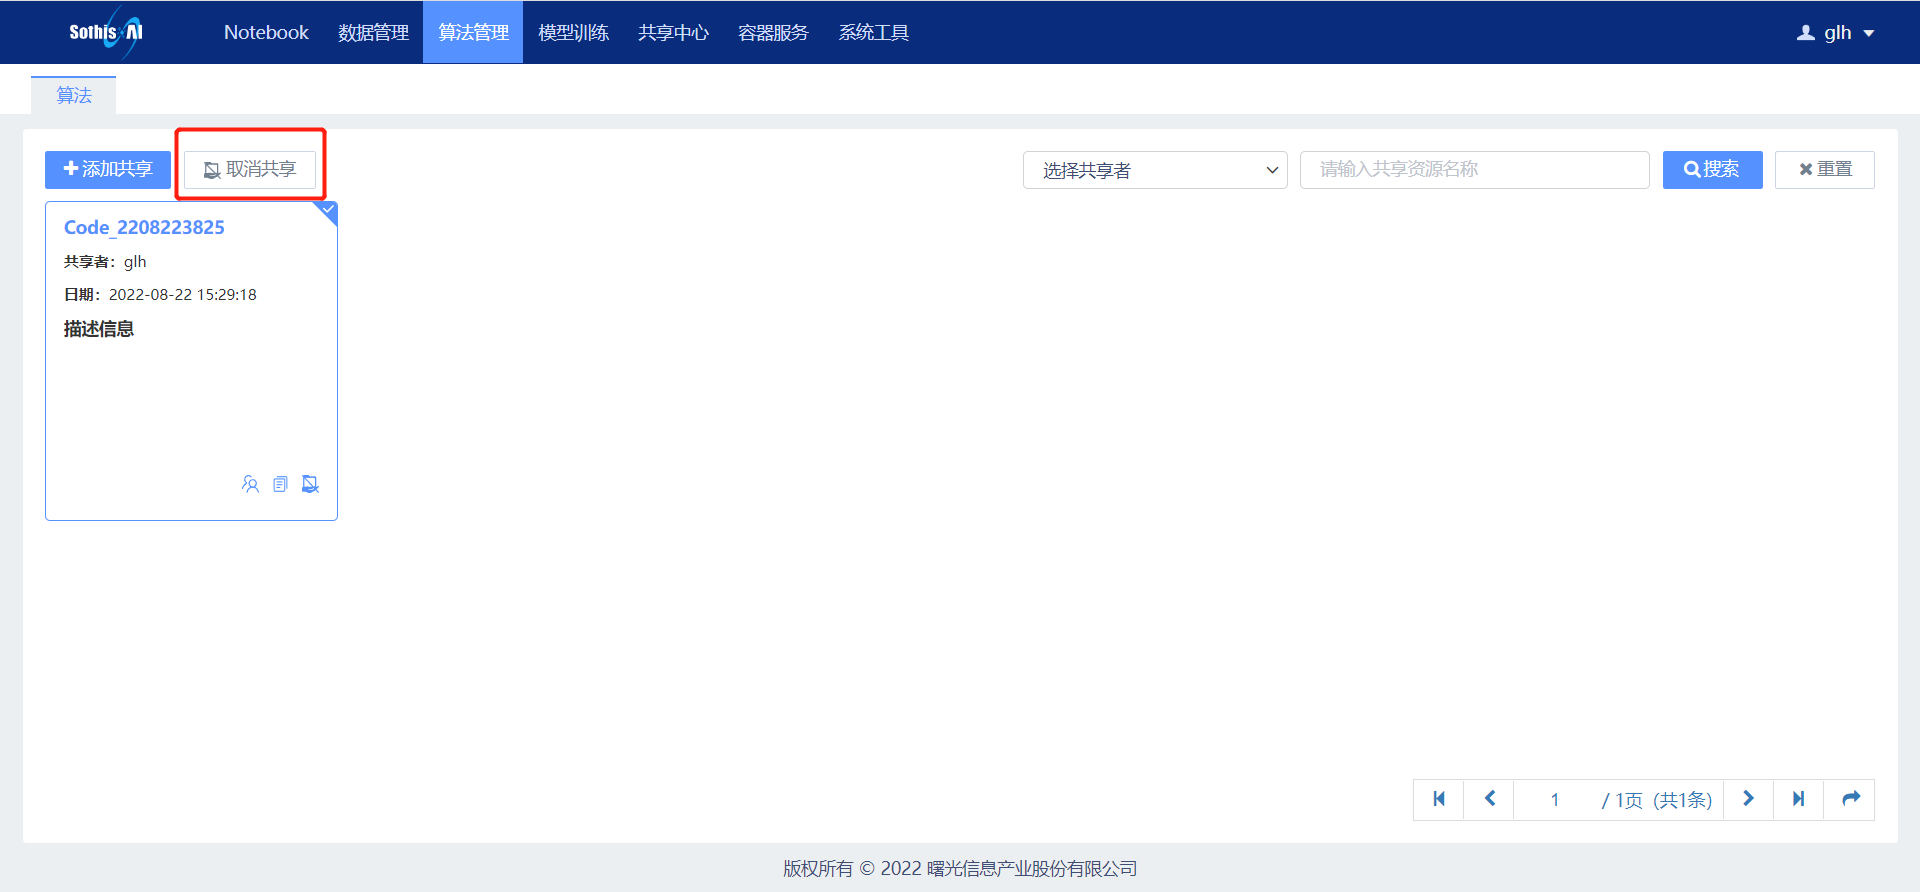 SothisAI Notebook 数据管理 算法管理 模型训练 共享中心 容器服务 系统工具 glh
算法
添加共享 取消共享 选择共享者 请输入共享资源名称 搜索 重置
Code_2208223825
共享者：glh
日期：2022-08-22 15:29:18
描述信息
1 / 1页 (共1条)
版权所有 © 2022 曙光信息产业股份有限公司